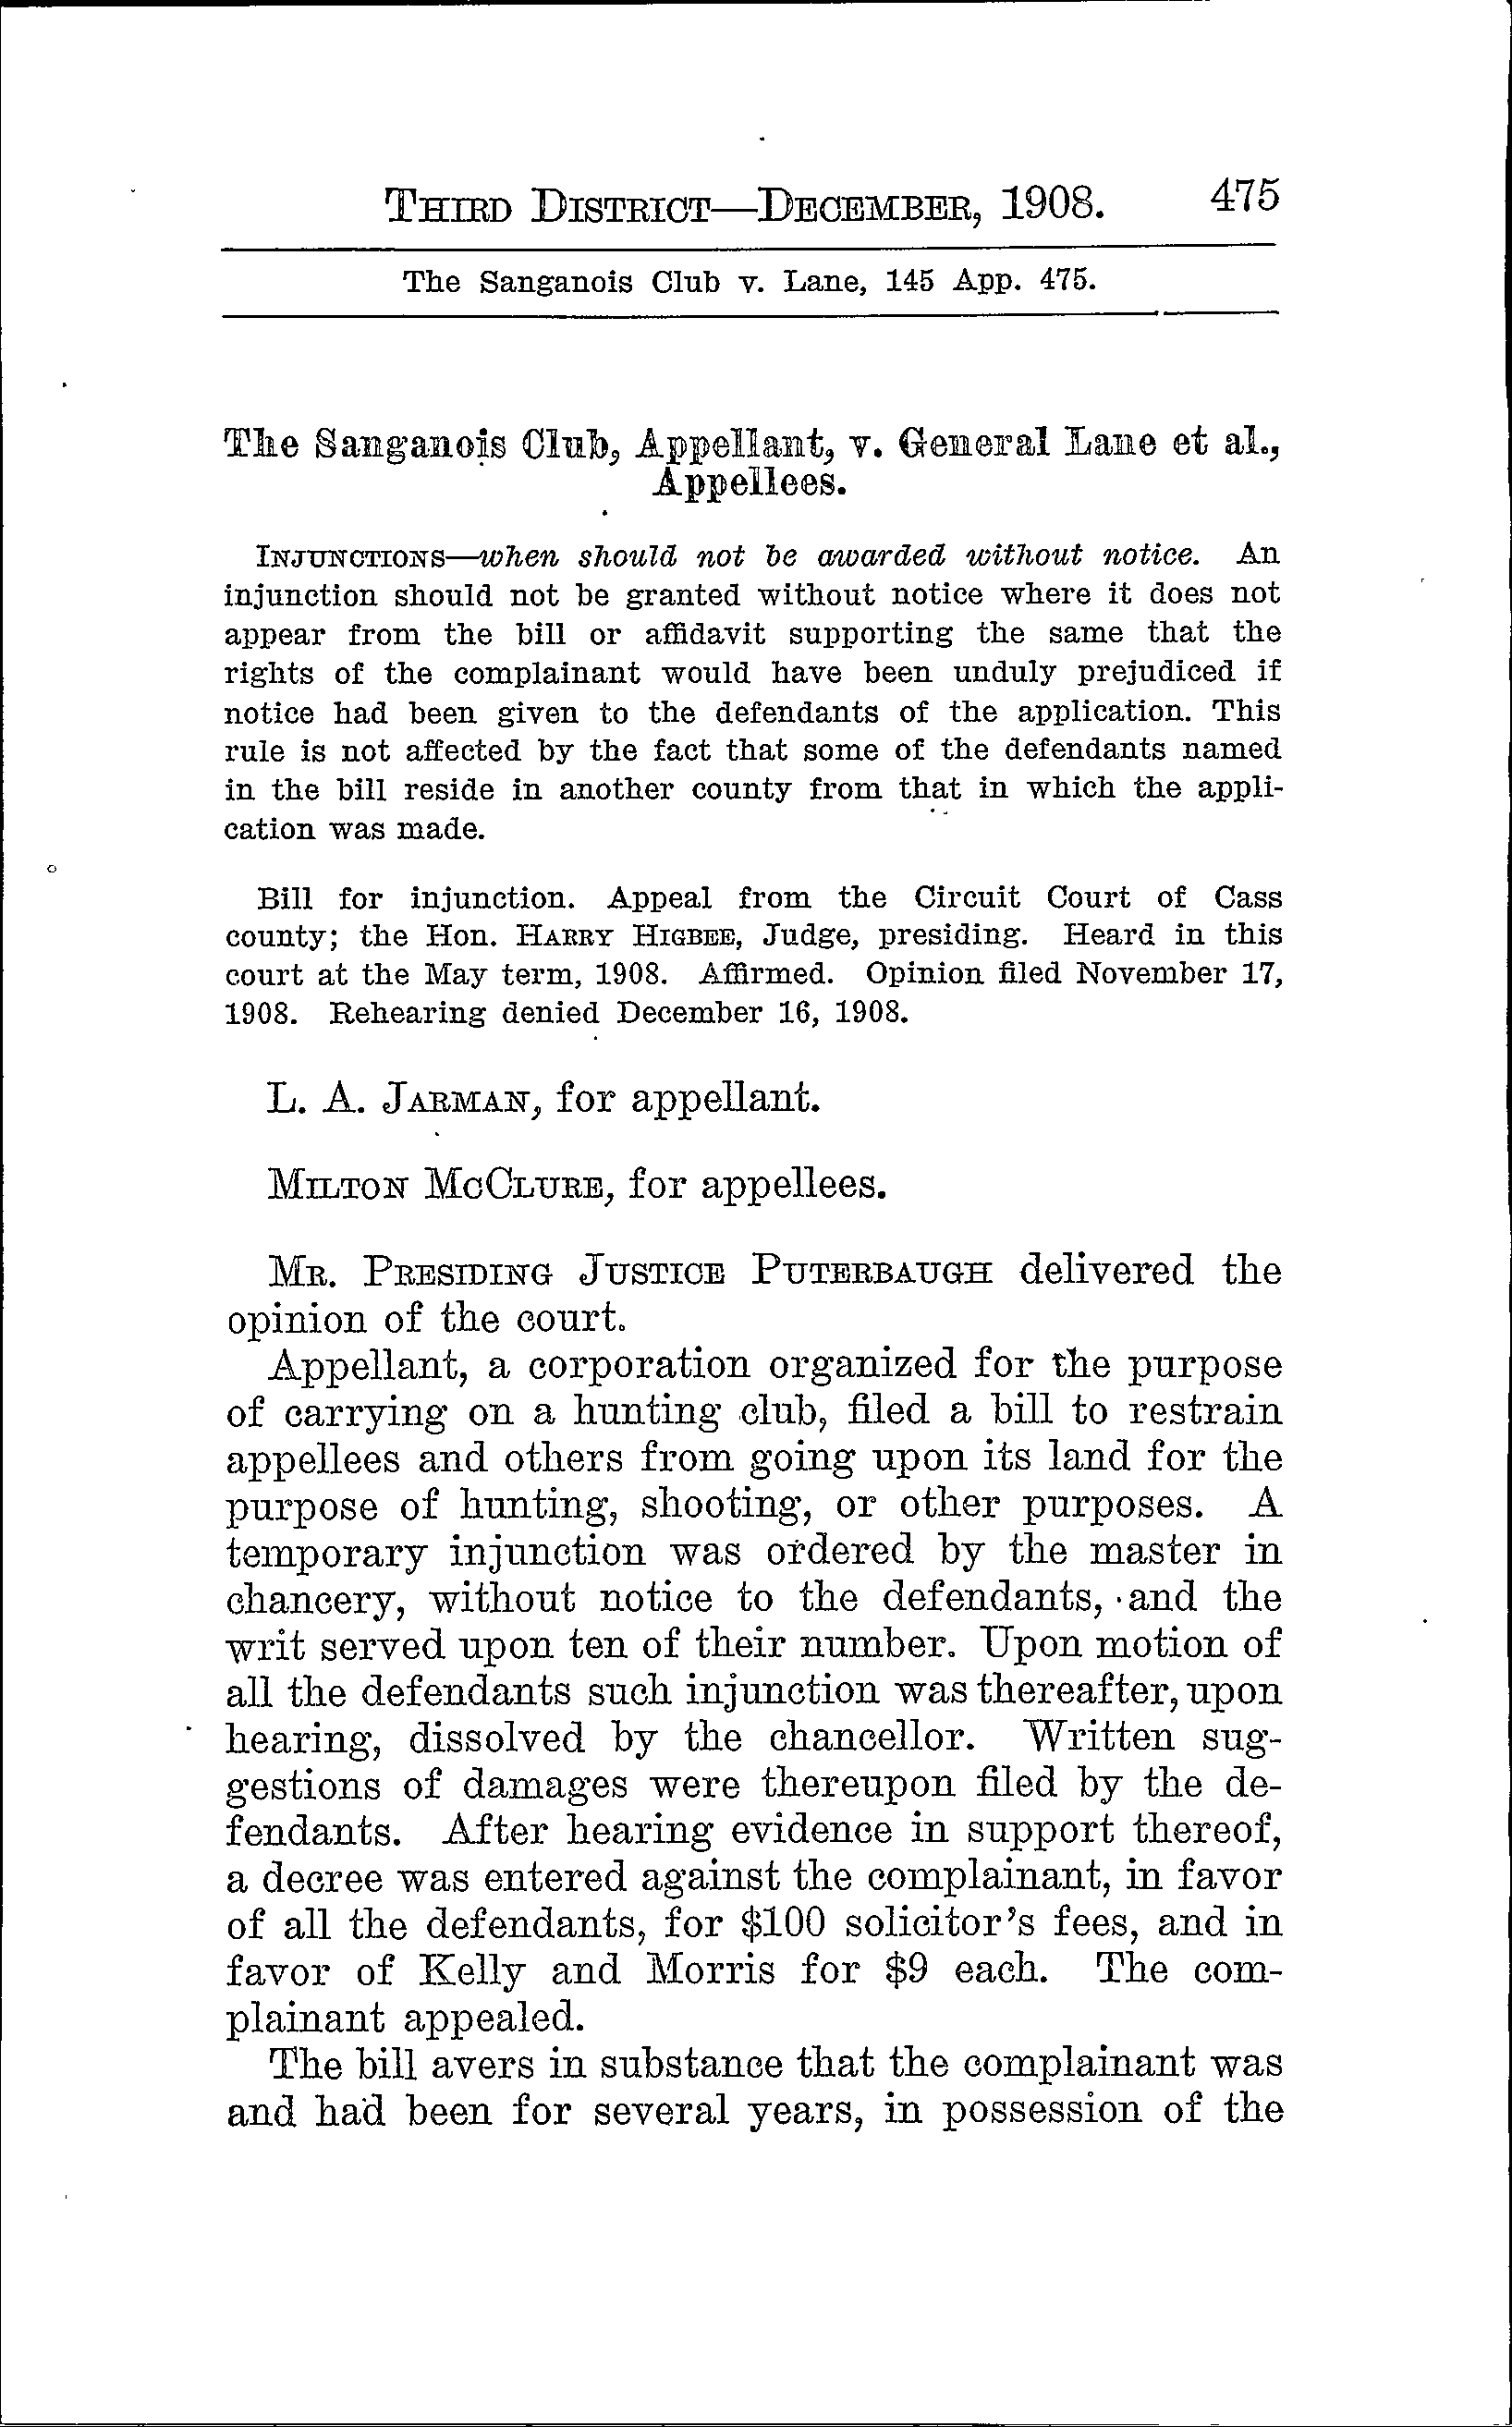 THIRD DISTRICT—DECEMBER, 1908. 475
The Sanganois Club v. Lane, 145 App. 475.
The Sanganois Club, Appellant, v. General Lane et al.,
Appellees.
INJUNCTIONS—when should not be awarded without notice. An
injunction should not be granted without notice where it does not
appear from the bill or affidavit supporting the same that the
rights of the complainant would have been unduly prejudiced if
notice had been given to the defendants of the application. This
rule is not affected by the fact that some of the defendants named
in the bill reside in another county from that in which the appli-
cation was made.
Bill for injunction. Appeal from the Circuit Court of Cass
county; the Hon. HARRY HIGBEE, Judge, presiding. Heard in this
court at the May term, 1908. Affirmed. Opinion filed November 17,
1908. Rehearing denied December 16, 1908.
L. A. JARMAN, for appellant.
MILTON MCCLURE, for appellees.
MR. PRESIDING JUSTICE PUTERBAUGH delivered the
opinion of the court.
Appellant, a corporation organized for the purpose
of carrying on a hunting club, filed a bill to restrain
appellees and others from going upon its land for the
purpose of hunting, shooting, or other purposes. A
temporary injunction was ordered by the master in
chancery, without notice to the defendants, and the
writ served upon ten of their number. Upon motion of
all the defendants such injunction was thereafter, upon
hearing, dissolved by the chancellor. Written sug-
gestions of damages were thereupon filed by the de-
fendants. After hearing evidence in support thereof,
a decree was entered against the complainant, in favor
of all the defendants, for $100 solicitor's fees, and in
favor of Kelly and Morris for $9 each. The com-
plainant appealed.
The bill avers in substance that the complainant was
and had been for several years, in possession of the